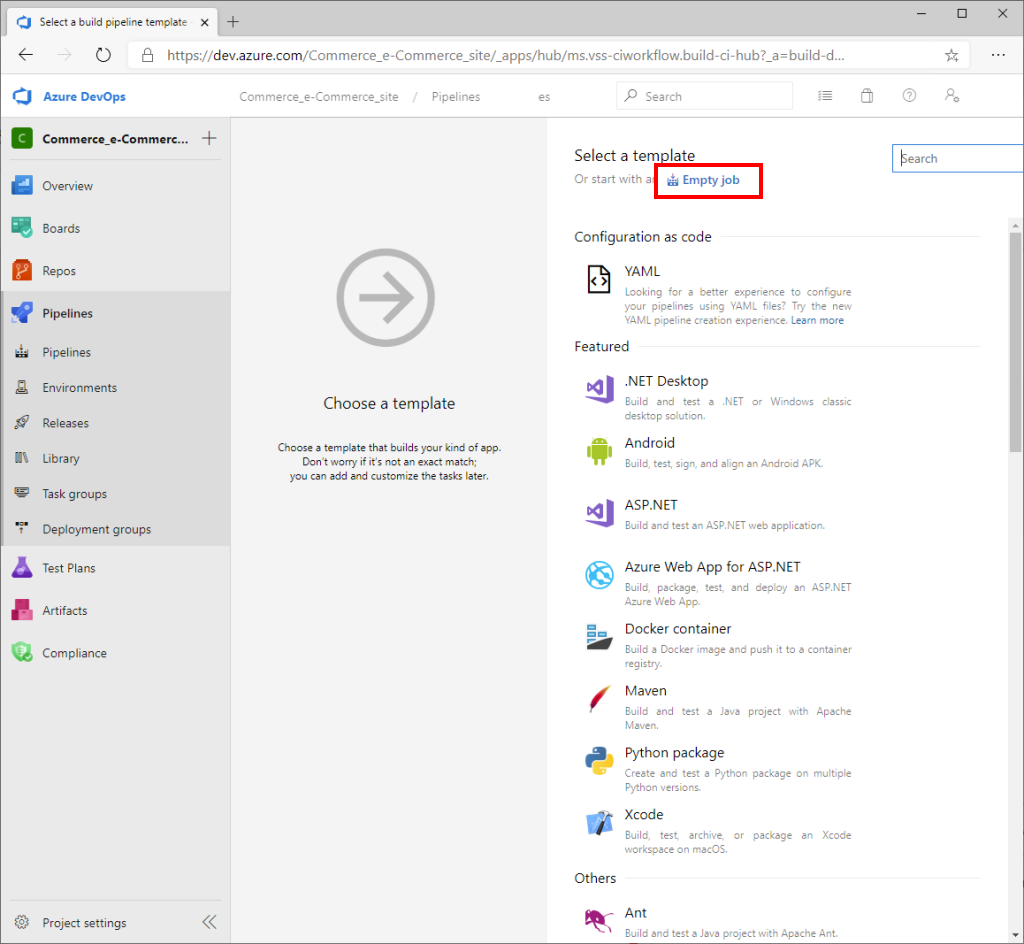 Select a build pipeline template
https://dev.azure.com/Commerce_e-Commerce_site/_apps/hub/ms.vss-ciworkflow.build-ci-hub?_a=build-d...
Azure DevOps
Commerce_e-Commerce_site / Pipelines es
Search
C Commerce_e-Commerc...
Overview
Boards
Repos
Pipelines
Pipelines
Environments
Releases
Library
Task groups
Deployment groups
Test Plans
Artifacts
Compliance
Project settings
Choose a template
Choose a template that builds your kind of app.
Don't worry if it's not an exact match;
you can add and customize the tasks later.
Select a template
Or start with an Empty job
Search
Configuration as code
YAML
Looking for a better experience to configure
your pipelines using YAML files? Try the new
YAML pipeline creation experience. Learn more
Featured
.NET Desktop
Build and test a .NET or Windows classic
desktop solution.
Android
Build, test, sign, and align an Android APK.
ASP.NET
Build and test an ASP.NET web application.
Azure Web App for ASP.NET
Build, package, test, and deploy an ASP.NET
Azure Web App.
Docker container
Build a Docker image and push it to a container
registry.
Maven
Build and test a Java project with Apache
Maven.
Python package
Create and test a Python package on multiple
Python versions.
Xcode
Build, test, archive, or package an Xcode
workspace on macOS.
Others
Ant
Build and test a Java project with Apache Ant.